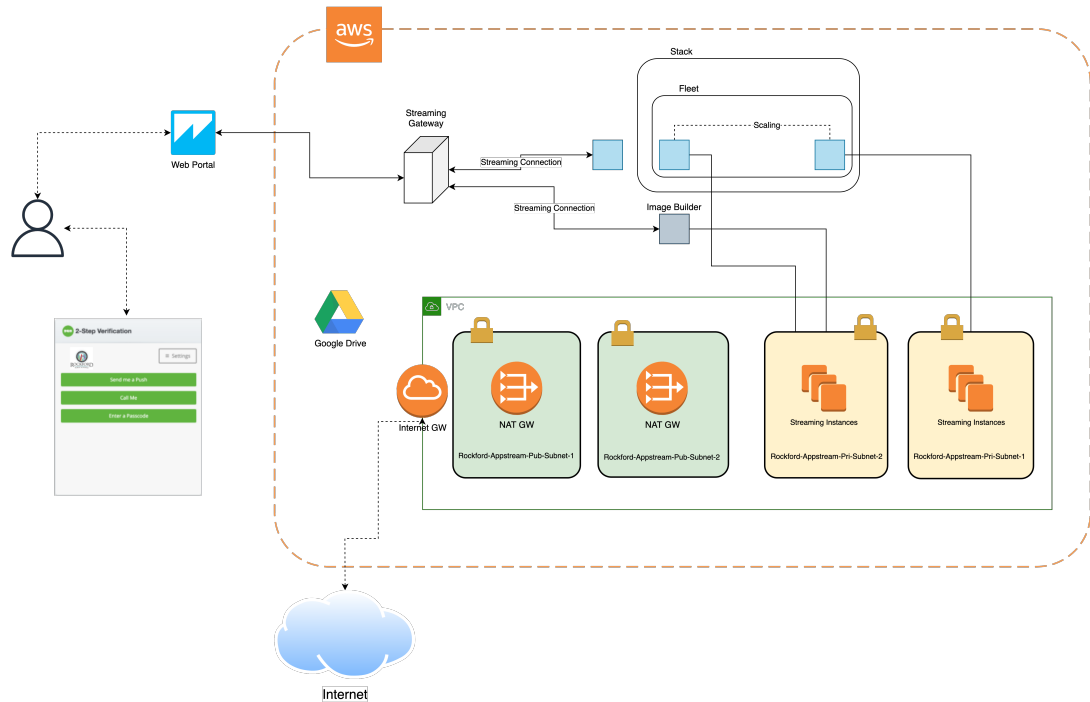 aws
Stack
Fleet
Scaling
Streaming
Gateway
Web Portal
Streaming Connection
Streaming Connection
Image Builder
Google Drive
VPC
2-Step Verification
Settings
Send me a Push
Call Me
Enter a Passcode
Internet GW
NAT GW
Rockford-Appstream-Pub-Subnet-1
NAT GW
Rockford-Appstream-Pub-Subnet-2
Streaming Instances
Rockford-Appstream-Pri-Subnet-2
Streaming Instances
Rockford-Appstream-Pri-Subnet-1
Internet